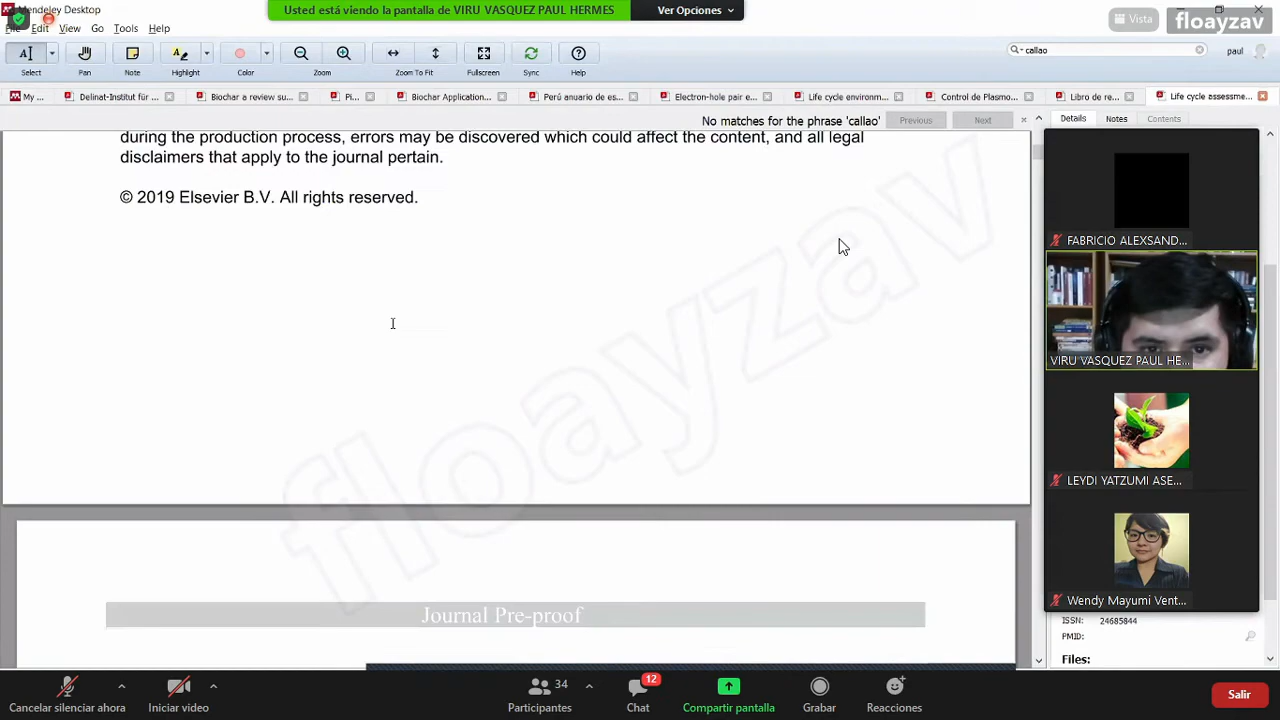 Mendeley Desktop
Usted está viendo la pantalla de VIRU VASQUEZ PAUL HERMES
Ver Opciones
Vista
floayzav
File Edit View Go Tools Help
callao
paul
Select
Pan
Note
Highlight
Color
Zoom
Zoom To Fit
Fullscreen
Sync
Help
My ...
Delinat-Institut für ...
Biochar a review su...
Pi...
Biochar Application...
Perú anuario de es...
Electron-hole pair e...
Life cycle environm...
Control de Plasmo...
Libro de re...
Life cycle assessme...
No matches for the phrase 'callao'
Previous
Next
Details
Notes
Contents
during the production process, errors may be discovered which could affect the content, and all legal
disclaimers that apply to the journal pertain.
© 2019 Elsevier B.V. All rights reserved.
floayzav
Journal Pre-proof
FABRICIO ALEXSAND...
VIRU VASQUEZ PAUL HE...
LEYDI YATZUMI ASE...
Wendy Mayumi Vent...
ISSN: 24685844
PMID:
Files:
Cancelar silenciar ahora
Iniciar video
34
Participantes
12
Chat
Compartir pantalla
Grabar
Reacciones
Salir